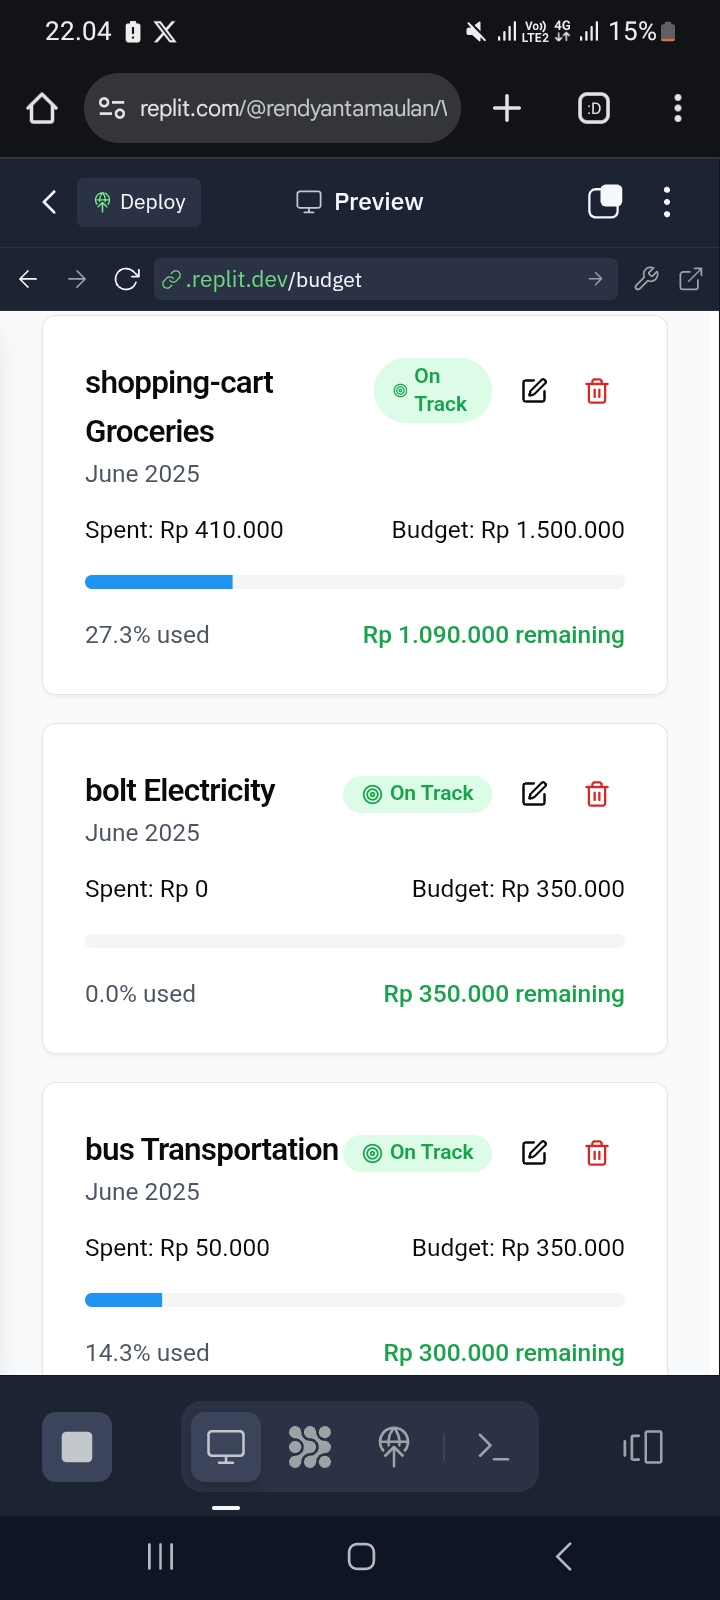 22.04
Vo))
LTE2
4G
15%
replit.com/@rendyantamaulan/\
:D
Deploy
Preview
.replit.dev/budget
shopping-cart
Groceries
On
Track
June 2025
Spent: Rp 410.000
Budget: Rp 1.500.000
27.3% used
Rp 1.090.000 remaining
bolt Electricity
On Track
June 2025
Spent: Rp 0
Budget: Rp 350.000
0.0% used
Rp 350.000 remaining
bus Transportation
On Track
June 2025
Spent: Rp 50.000
Budget: Rp 350.000
14.3% used
Rp 300.000 remaining